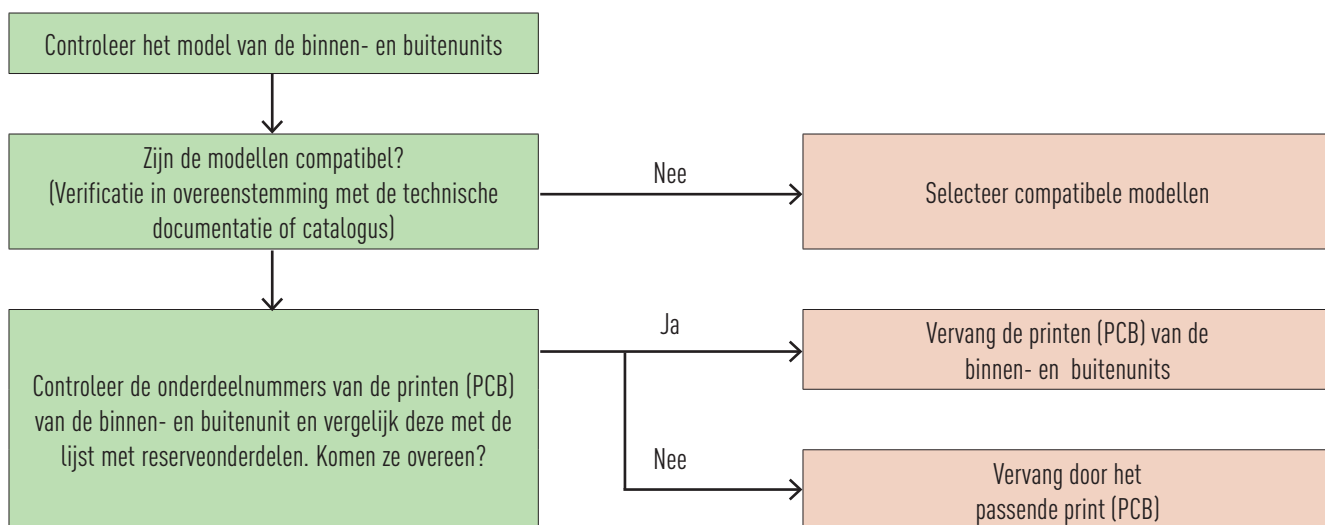 Controleer het model van de binnen- en buitenunits
Zijn de modellen compatibel?
(Verificatie in overeenstemming met de technische
documentatie of catalogus)
Nee
Selecteer compatibele modellen
Controleer de onderdeelnummers van de printen (PCB)
van de binnen- en buitenunit en vergelijk deze met de
lijst met reserveonderdelen. Komen ze overeen?
Ja
Vervang de printen (PCB) van de
binnen- en buitenunits
Nee
Vervang door het
passende print (PCB)